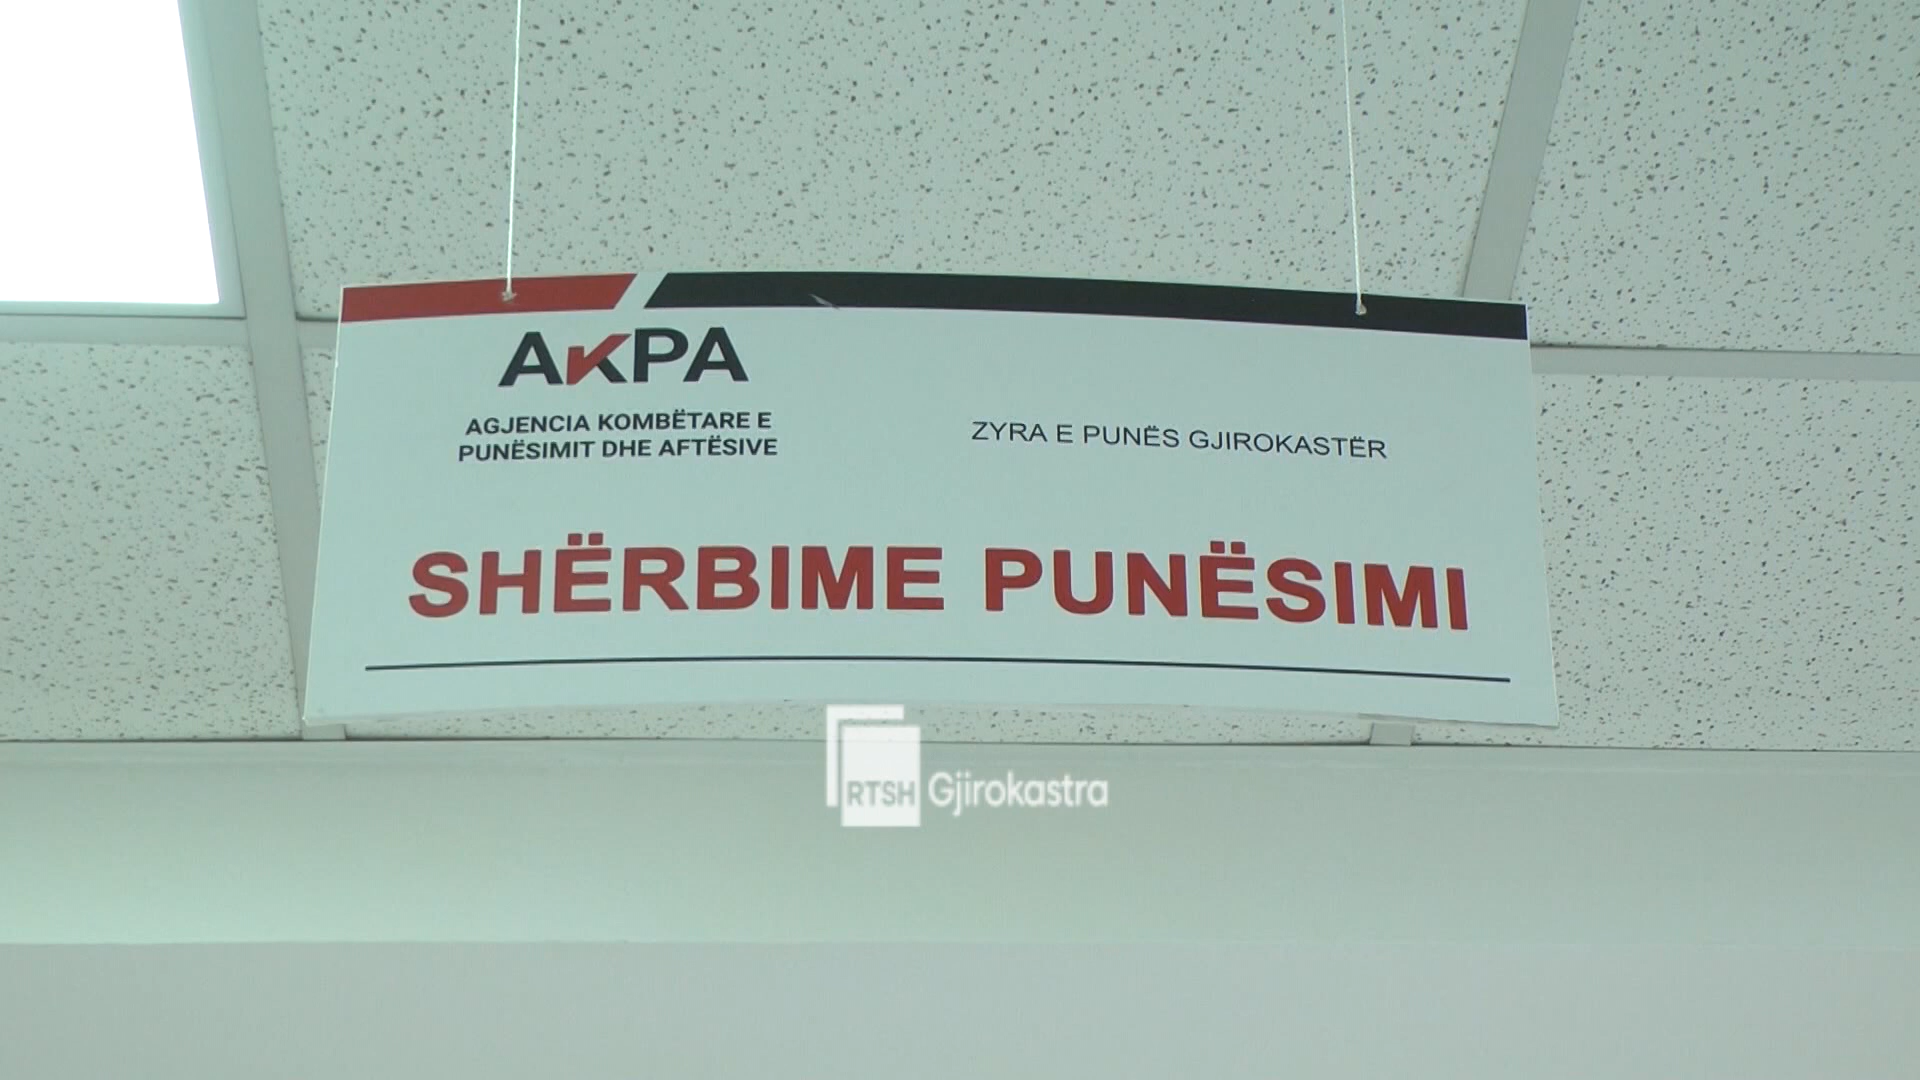 AKPA
AGJENCIA KOMBËTARE E
PUNËSIMIT DHE AFTËSIVE
ZYRA E PUNËS GJIROKASTËR
SHËRBIME PUNËSIMI
RTSH Gjirokastra